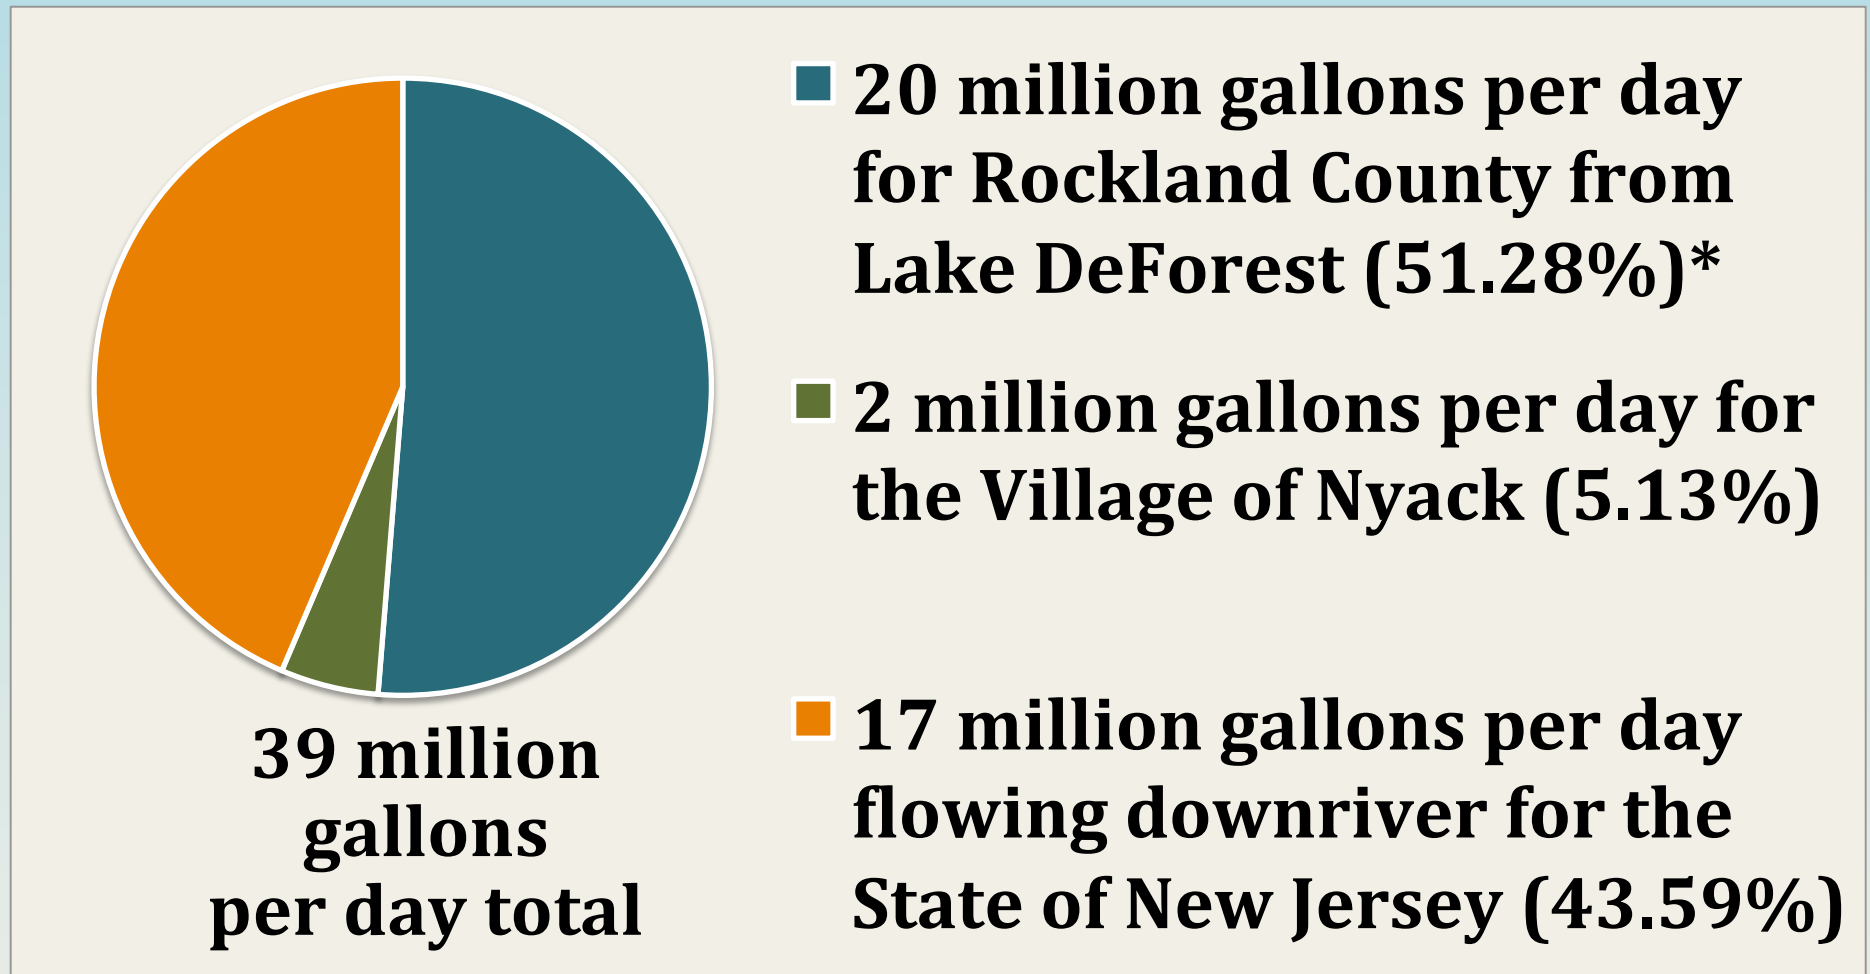 20 million gallons per day
for Rockland County from
Lake DeForest (51.28%)*
2 million gallons per day for
the Village of Nyack (5.13%)
17 million gallons per day
flowing downriver for the
State of New Jersey (43.59%)
39 million
gallons
per day total